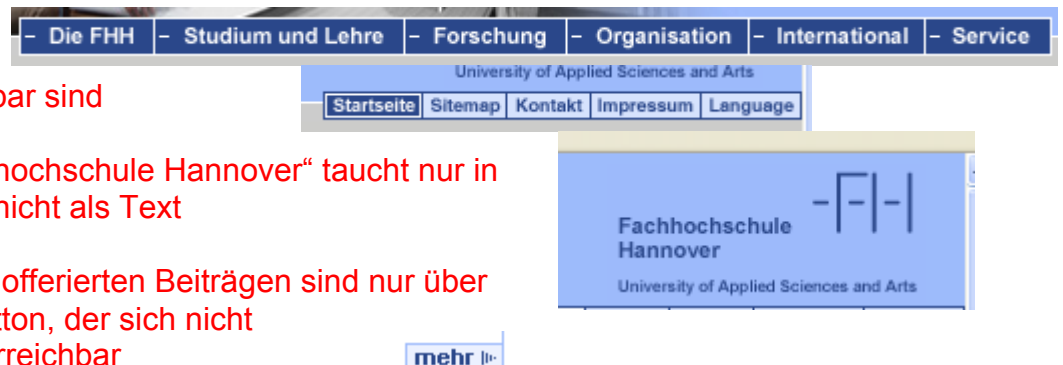 – Die FHH – Studium und Lehre – Forschung – Organisation – International – Service
University of Applied Sciences and Arts
Startseite Sitemap Kontakt Impressum Language
bar sind
hochschule Hannover“ taucht nur in
nicht als Text
-FH-
Fachhochschule
Hannover
University of Applied Sciences and Arts
offerierten Beiträgen sind nur über
tton, der sich nicht
rreichbar
mehr